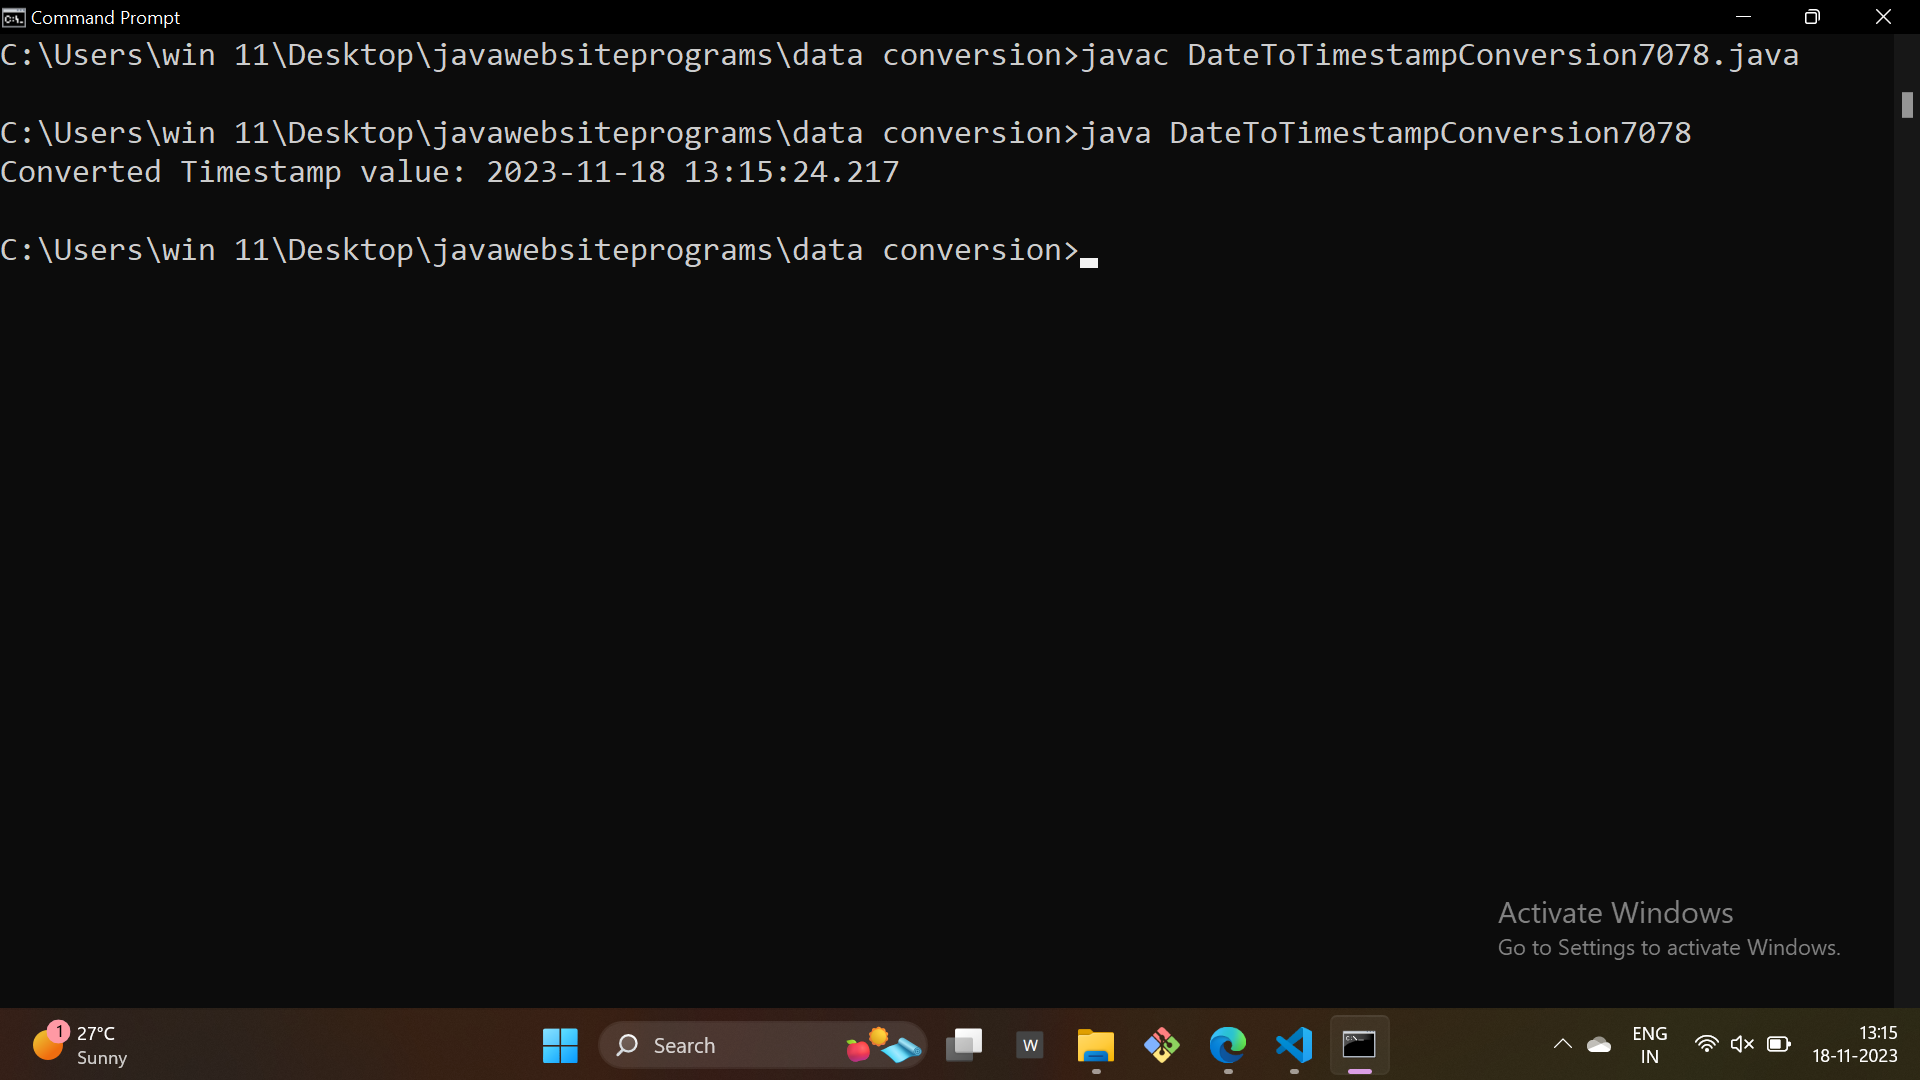 Command Prompt
C:\Users\win 11\Desktop\javawebsiteprograms\data conversion>javac DateToTimestampConversion7078.java
C:\Users\win 11\Desktop\javawebsiteprograms\data conversion>java DateToTimestampConversion7078
Converted Timestamp value: 2023-11-18 13:15:24.217
C:\Users\win 11\Desktop\javawebsiteprograms\data conversion>
Activate Windows
Go to Settings to activate Windows.
1
27°C
Sunny
Search
W
ENG
IN
13:15
18-11-2023